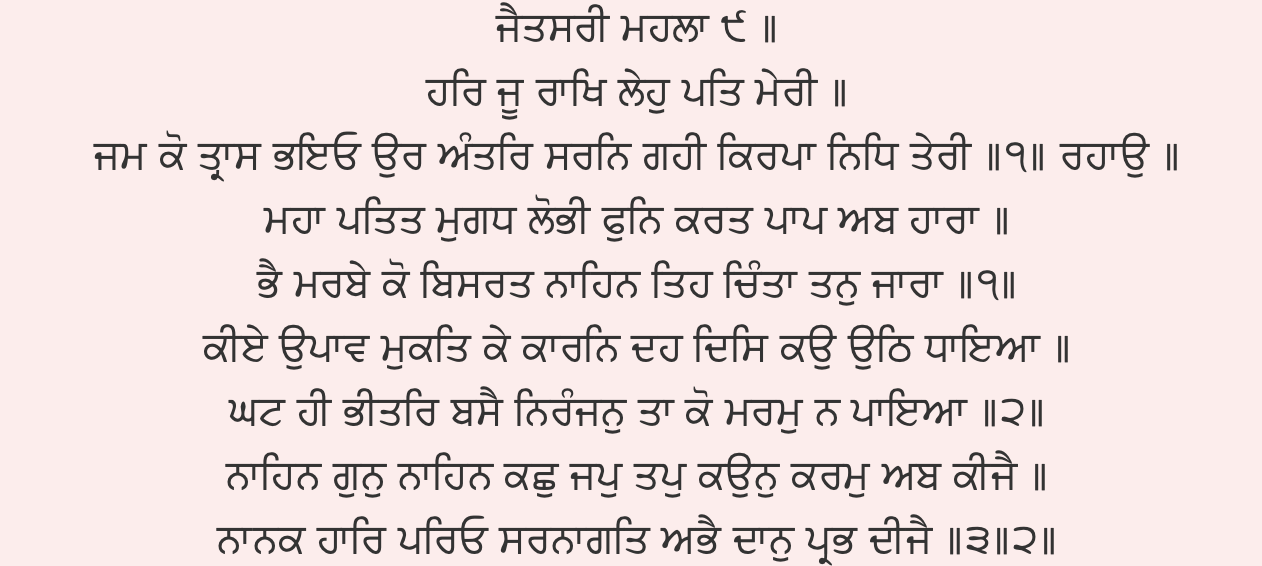 ਜੈਤਸਰੀ ਮਹਲਾ ੯ ॥
ਹਰਿ ਜੂ ਰਾਖਿ ਲੇਹੁ ਪਤਿ ਮੇਰੀ ॥
ਜਮ ਕੋ ਤ੍ਰਾਸ ਭਇਓ ਉਰ ਅੰਤਰਿ ਸਰਨਿ ਗਹੀ ਕਿਰਪਾ ਨਿਧਿ ਤੇਰੀ ॥੧॥ ਰਹਾਉ ॥
ਮਹਾ ਪਤਿਤ ਮੁਗਧ ਲੋਭੀ ਫੁਨਿ ਕਰਤ ਪਾਪ ਅਬ ਹਾਰਾ ॥
ਭੈ ਮਰਬੇ ਕੋ ਬਿਸਰਤ ਨਾਹਿਨ ਤਿਹ ਚਿੰਤਾ ਤਨੁ ਜਾਰਾ ॥੧॥
ਕੀਏ ਉਪਾਵ ਮੁਕਤਿ ਕੇ ਕਾਰਨਿ ਦਹ ਦਿਸਿ ਕਉ ਉਠਿ ਧਾਇਆ ॥
ਘਟ ਹੀ ਭੀਤਰਿ ਬਸੈ ਨਿਰੰਜਨੁ ਤਾ ਕੋ ਮਰਮੁ ਨ ਪਾਇਆ ॥੨॥
ਨਾਹਿਨ ਗੁਨੁ ਨਾਹਿਨ ਕਛੁ ਜਪੁ ਤਪੁ ਕਉਨੁ ਕਰਮੁ ਅਬ ਕੀਜੈ ॥
ਨਾਨਕ ਹਾਰਿ ਪਰਿਓ ਸਰਨਾਗਤਿ ਅਭੈ ਦਾਨੁ ਪ੍ਰਭ ਦੀਜੈ ॥੩॥੨॥